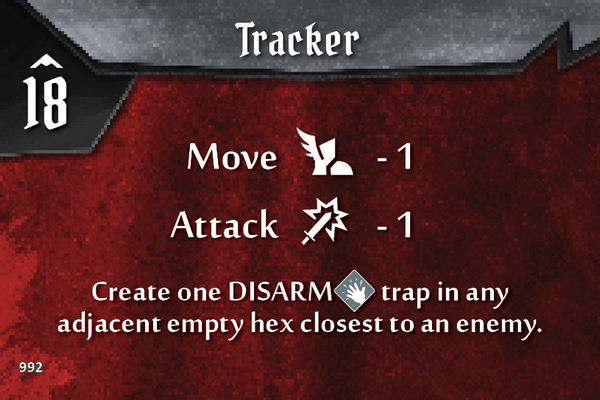 Tracker
18
Move - 1
Attack - 1
Create one DISARM trap in any
adjacent empty hex closest to an enemy.
992